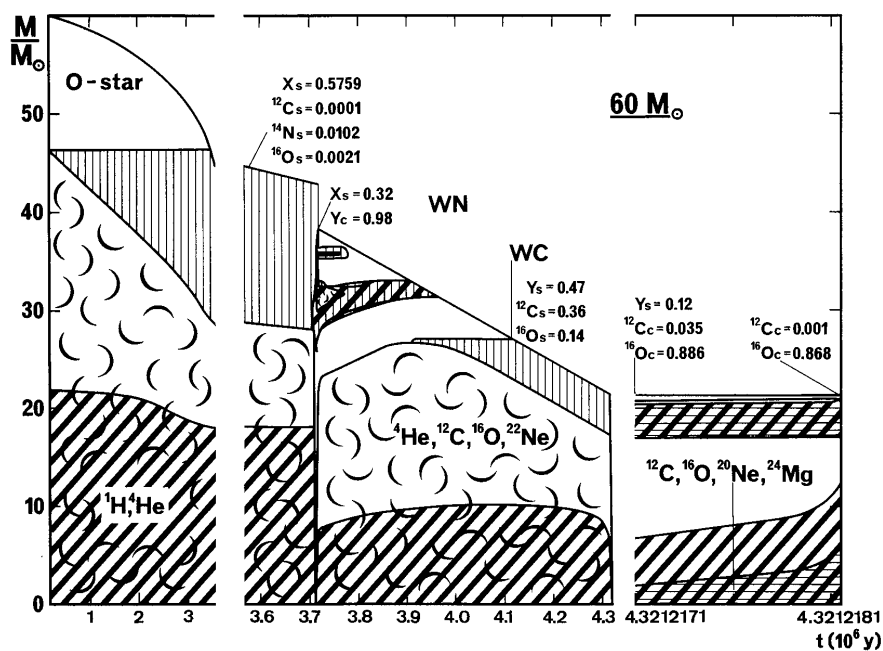 M
M⊙
50
40
30
20
10
0
O-star
Xs = 0.5759
¹²Cs = 0.0001
¹⁴Ns = 0.0102
¹⁶Os = 0.0021
60 M⊙
Xs = 0.32
Yc = 0.98
WN
WC
Ys = 0.47
¹²Cs = 0.36
¹⁶Os = 0.14
Ys = 0.12
¹²Cc = 0.035
¹⁶Oc = 0.886
¹²Cc = 0.001
¹⁶Oc = 0.868
⁴He, ¹²C, ¹⁶O, ²²Ne
¹H, ⁴He
¹²C, ¹⁶O, ²⁰Ne, ²⁴Mg
1 2 3 3.6 3.7 3.8 3.9 4.0 4.1 4.2 4.3 4.3212171 4.3212181
t (10⁶ y)